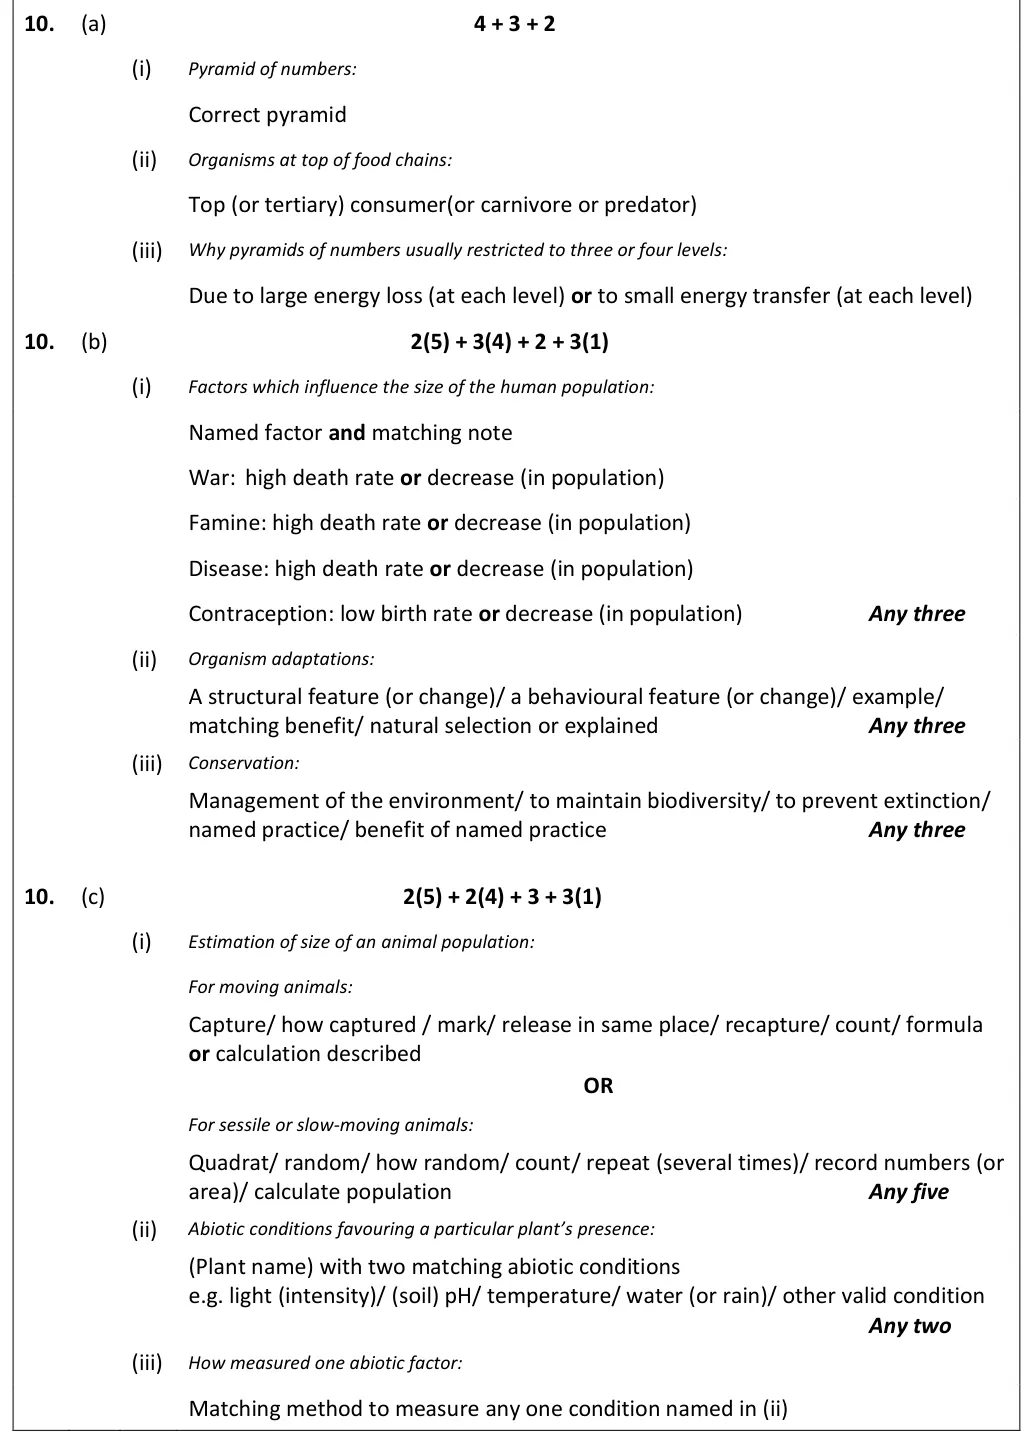 10. (a) 4 + 3 + 2
(i) Pyramid of numbers:
Correct pyramid
(ii) Organisms at top of food chains:
Top (or tertiary) consumer(or carnivore or predator)
(iii) Why pyramids of numbers usually restricted to three or four levels:
Due to large energy loss (at each level) or to small energy transfer (at each level)
10. (b) 2(5) + 3(4) + 2 + 3(1)
(i) Factors which influence the size of the human population:
Named factor and matching note
War: high death rate or decrease (in population)
Famine: high death rate or decrease (in population)
Disease: high death rate or decrease (in population)
Contraception: low birth rate or decrease (in population) Any three
(ii) Organism adaptations:
A structural feature (or change)/ a behavioural feature (or change)/ example/
matching benefit/ natural selection or explained Any three
(iii) Conservation:
Management of the environment/ to maintain biodiversity/ to prevent extinction/
named practice/ benefit of named practice Any three
10. (c) 2(5) + 2(4) + 3 + 3(1)
(i) Estimation of size of an animal population:
For moving animals:
Capture/ how captured / mark/ release in same place/ recapture/ count/ formula
or calculation described
OR
For sessile or slow-moving animals:
Quadrat/ random/ how random/ count/ repeat (several times)/ record numbers (or
area)/ calculate population Any five
(ii) Abiotic conditions favouring a particular plant's presence:
(Plant name) with two matching abiotic conditions
e.g. light (intensity)/ (soil) pH/ temperature/ water (or rain)/ other valid condition
Any two
(iii) How measured one abiotic factor:
Matching method to measure any one condition named in (ii)